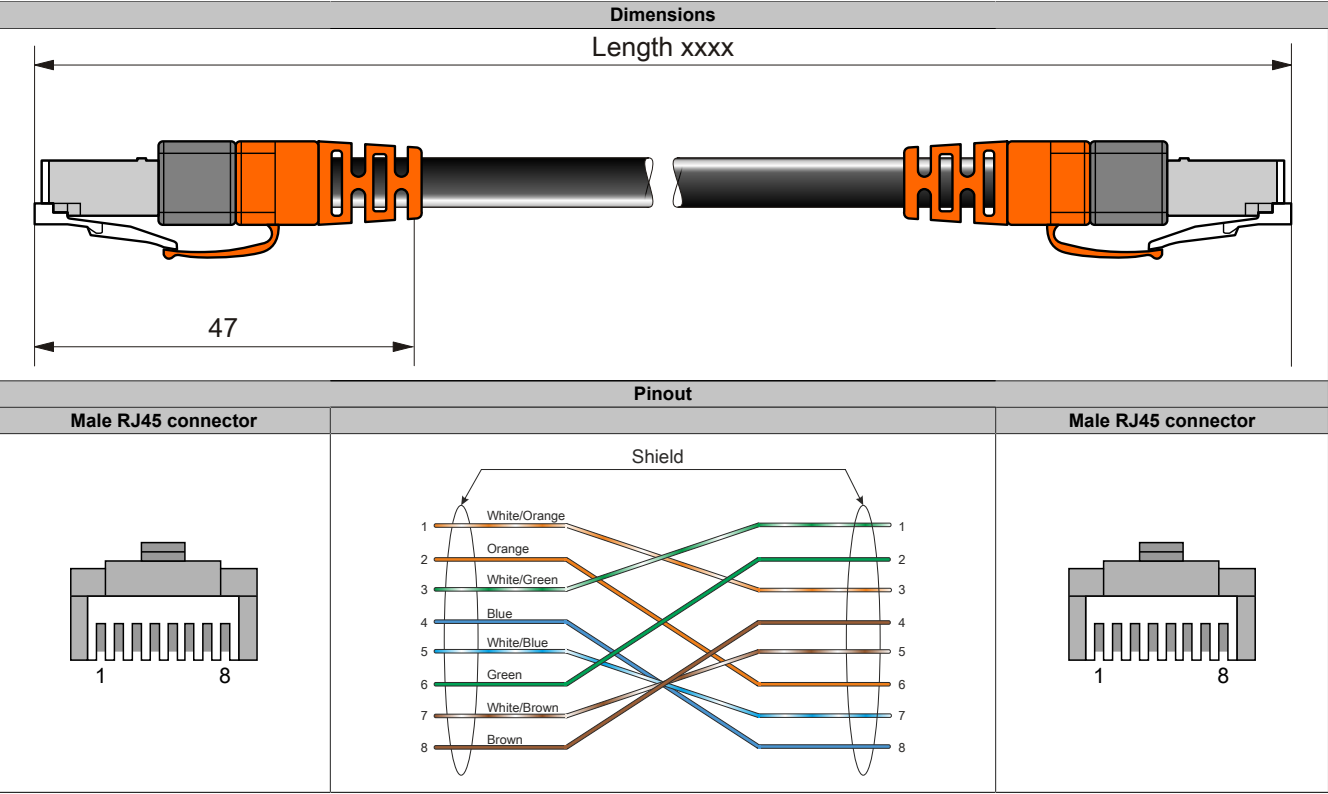 Dimensions
Length xxxx
47
Pinout
Male RJ45 connector
Male RJ45 connector
Shield
1 White/Orange 1
2 Orange 2
3 White/Green 3
4 Blue 4
5 White/Blue 5
6 Green 6
7 White/Brown 7
8 Brown 8
1 8
1 8